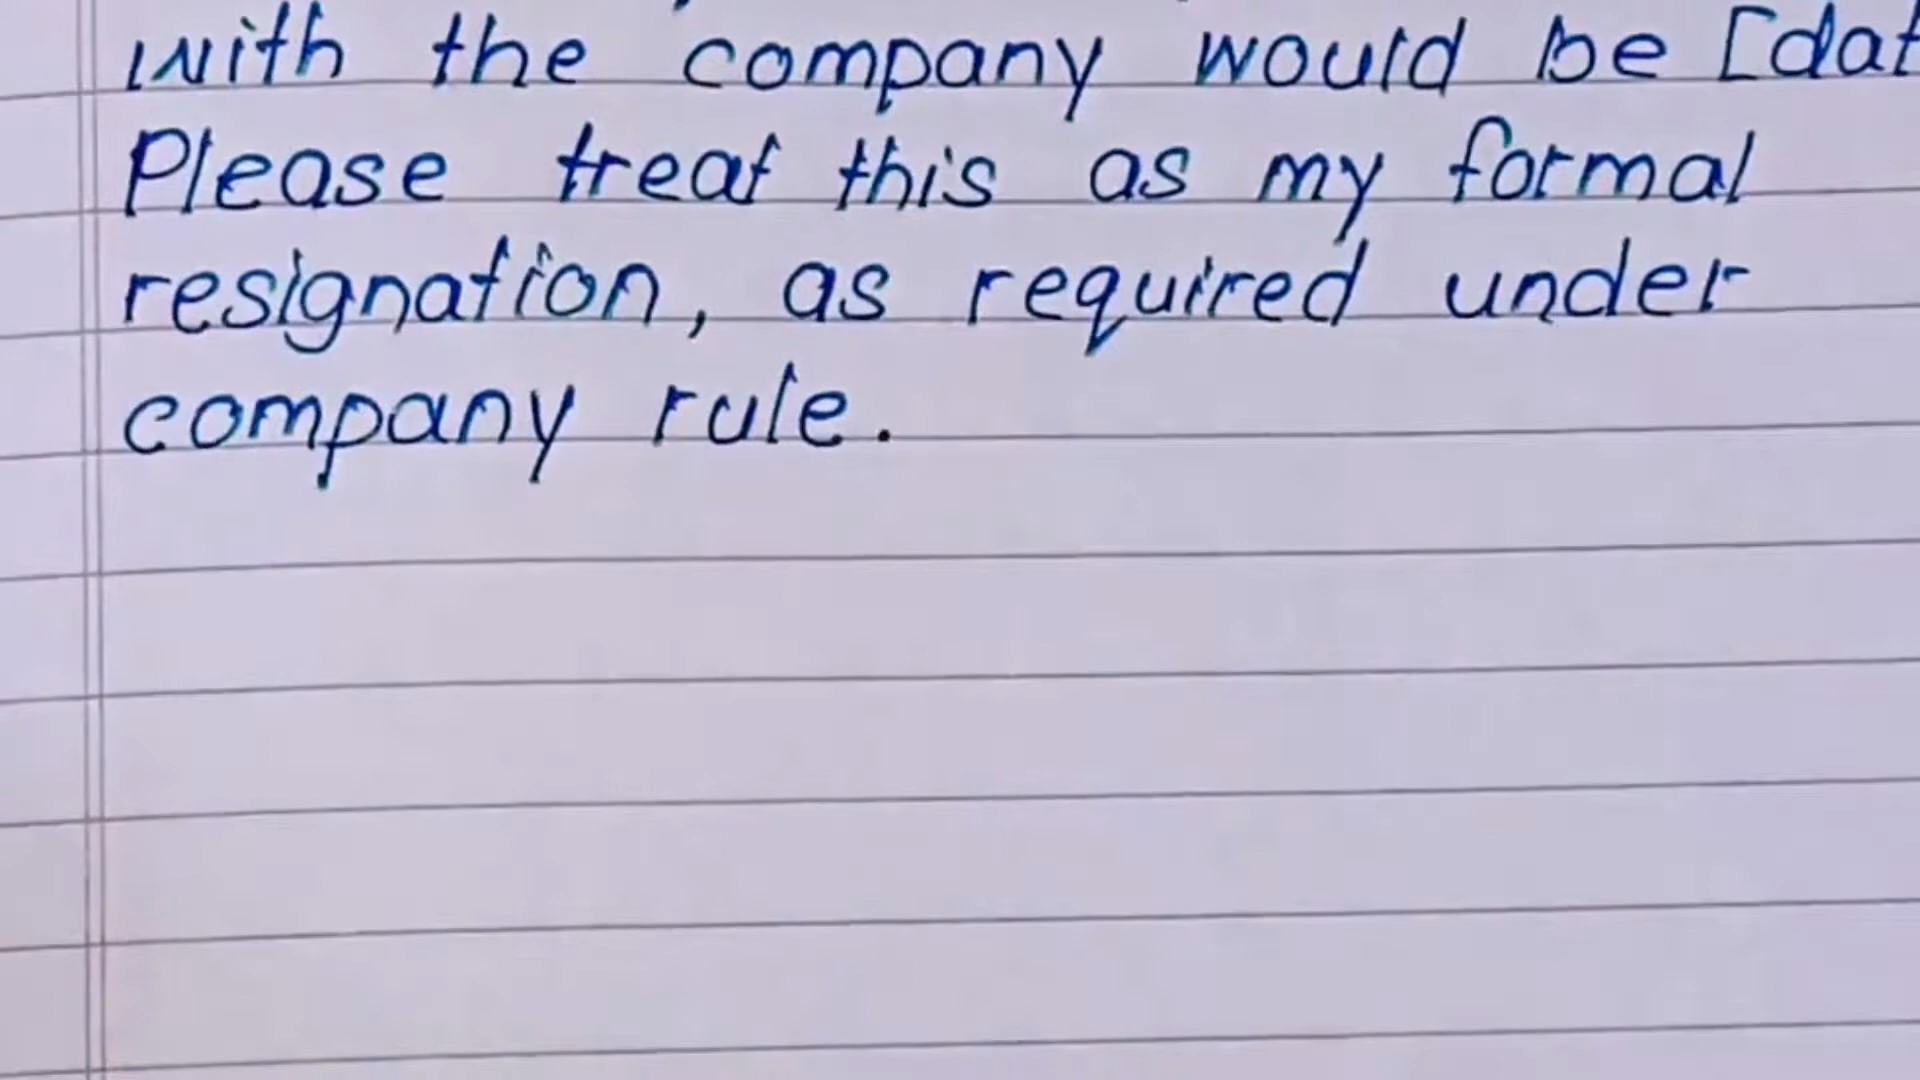 with the company would be [dat
Please treat this as my formal
resignation, as required under
company rule.